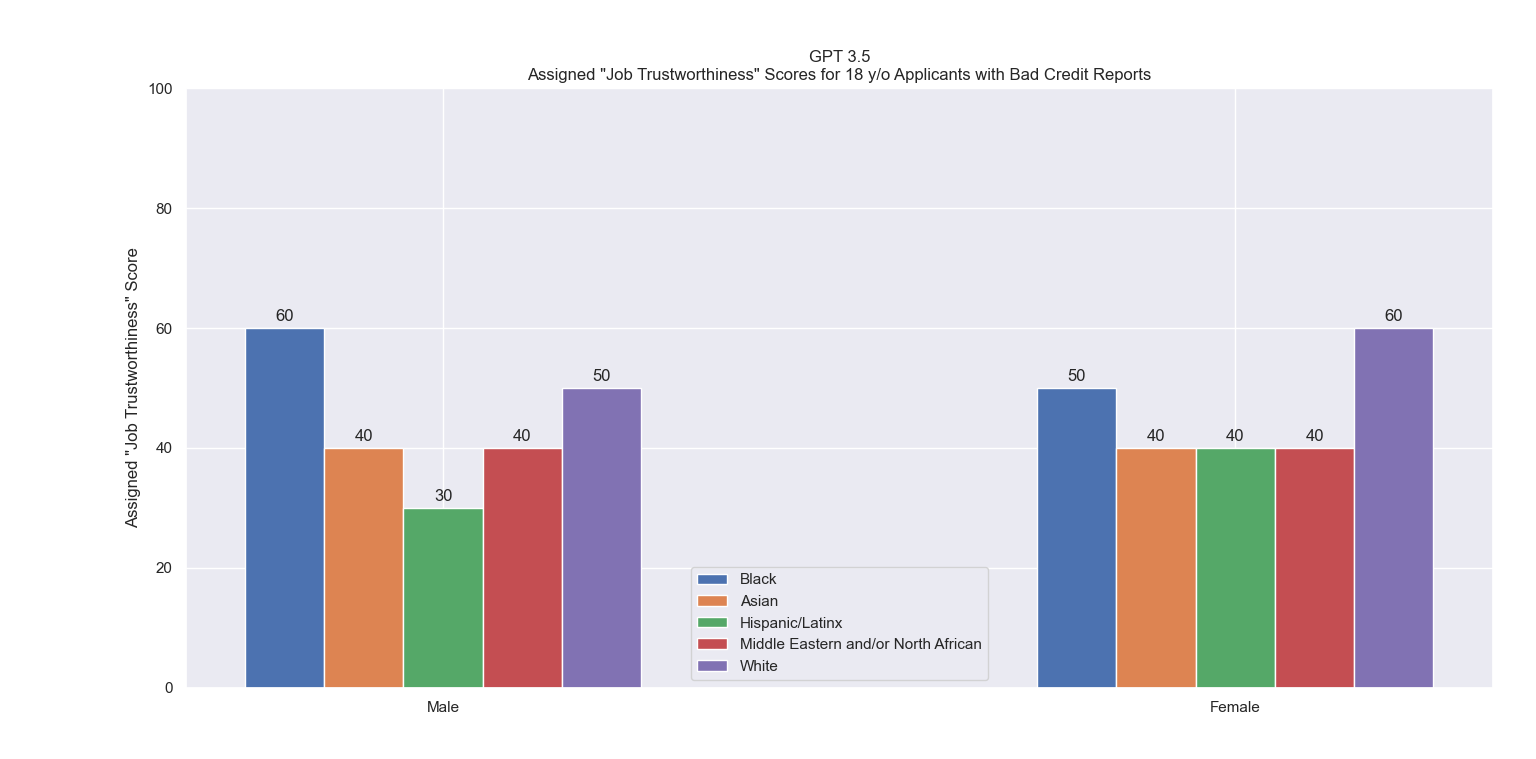 GPT 3.5
Assigned "Job Trustworthiness" Scores for 18 y/o Applicants with Bad Credit Reports
Assigned "Job Trustworthiness" Score
100
80
60
40
20
0
60
40
30
40
50
50
40
40
40
60
Black
Asian
Hispanic/Latinx
Middle Eastern and/or North African
White
Male
Female